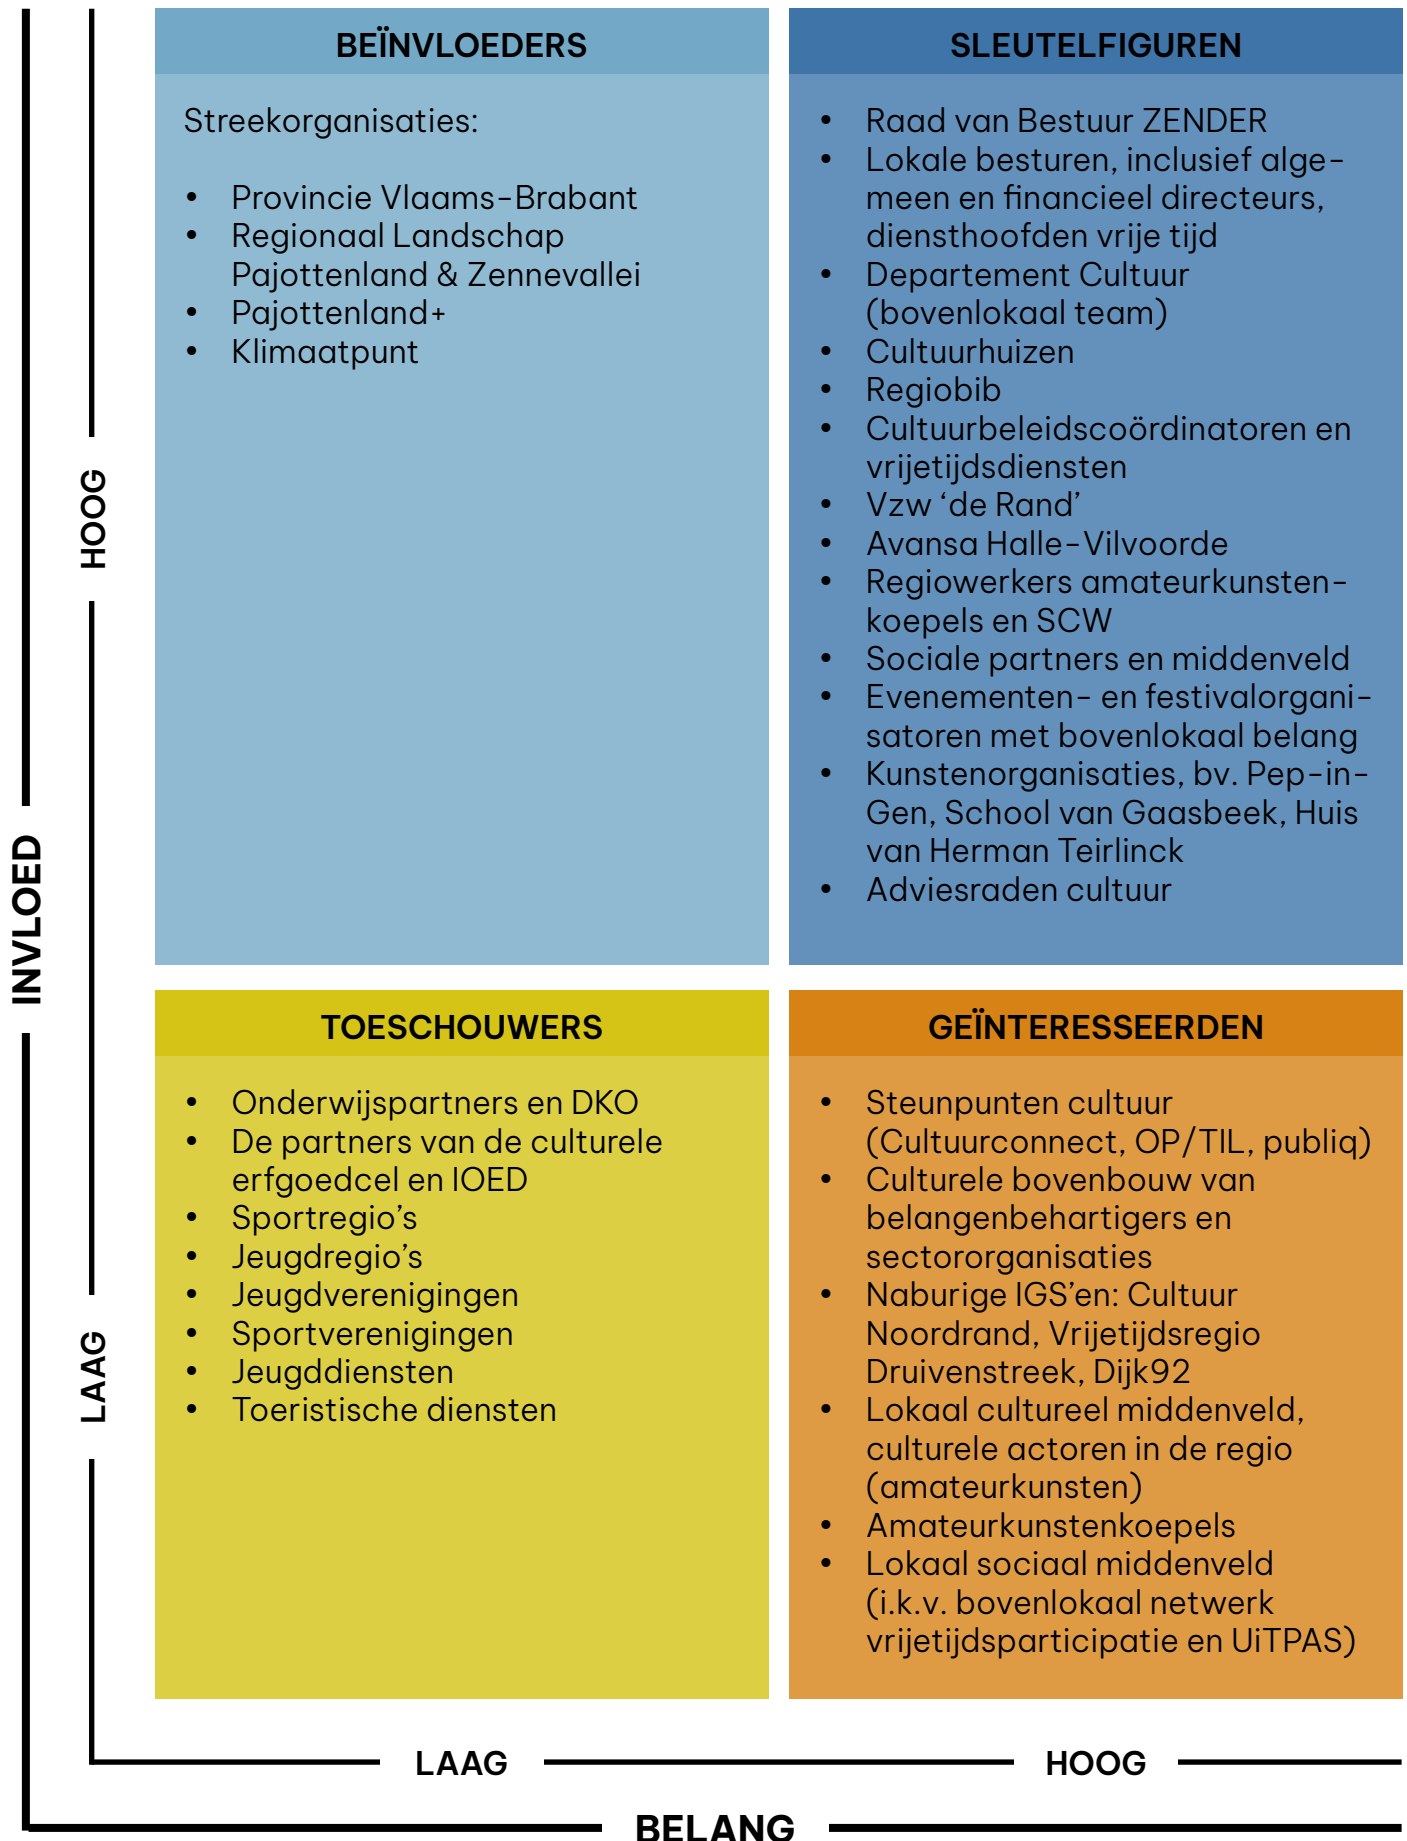 BEÏNVLOEDERS
Streekorganisaties:
• Provincie Vlaams-Brabant
• Regionaal Landschap
Pajottenland & Zennevallei
• Pajottenland+
• Klimaatpunt
SLEUTELFIGUREN
• Raad van Bestuur ZENDER
• Lokale besturen, inclusief alge-
meen en financieel directeurs,
diensthoofden vrije tijd
• Departement Cultuur
(bovenlokaal team)
• Cultuurhuizen
• Regiobib
• Cultuurbeleidscoördinatoren en
vrijetijdsdiensten
• Vzw ‘de Rand’
• Avansa Halle-Vilvoorde
• Regiowerkers amateurkunsten-
koepels en SCW
• Sociale partners en middenveld
• Evenementen- en festivalorgani-
satoren met bovenlokaal belang
• Kunstenorganisaties, bv. Pep-in-
Gen, School van Gaasbeek, Huis
van Herman Teirlinck
• Adviesraden cultuur
TOESCHOUWERS
• Onderwijspartners en DKO
• De partners van de culturele
erfgoedcel en IOED
• Sportregio’s
• Jeugdregio’s
• Jeugdverenigingen
• Sportverenigingen
• Jeugddiensten
• Toeristische diensten
GEÏNTERESSEERDEN
• Steunpunten cultuur
(Cultuurconnect, OP/TIL, publiq)
• Culturele bovenbouw van
belangenbehartigers en
sectororganisaties
• Naburige IGS’en: Cultuur
Noordrand, Vrijetijdsregio
Druivenstreek, Dijk92
• Lokaal cultureel middenveld,
culturele actoren in de regio
(amateurkunsten)
• Amateurkunstenkoepels
• Lokaal sociaal middenveld
(i.k.v. bovenlokaal netwerk
vrijetijdsparticipatie en UiTPAS)
INVLOED
HOOG
LAAG
LAAG
HOOG
BELANG